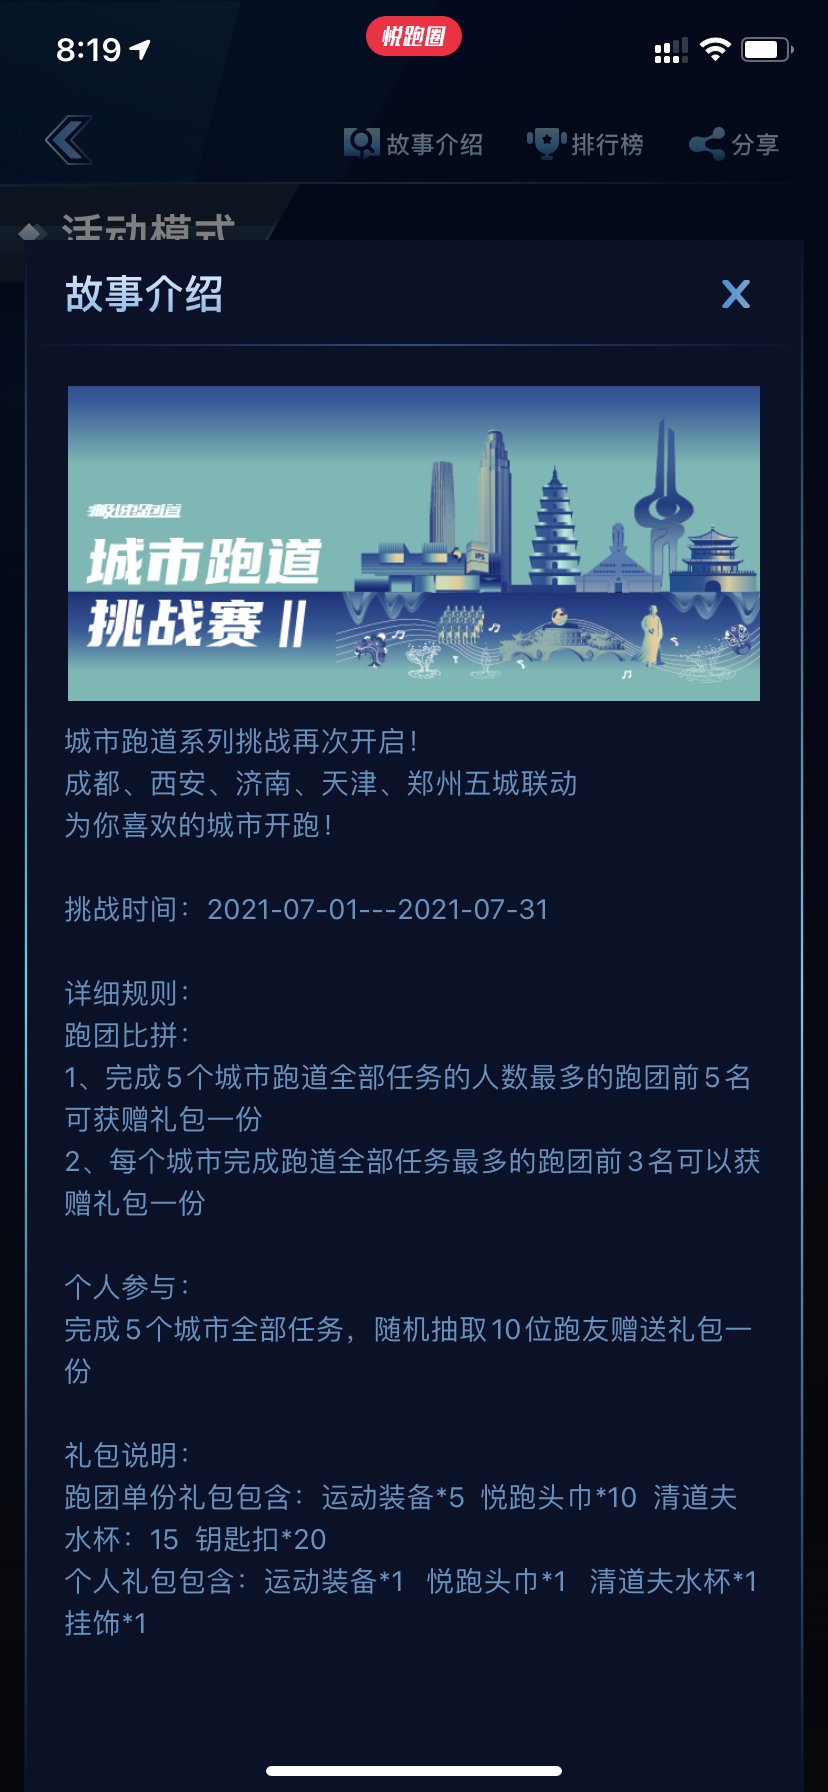 8:19
悦跑圈
故事介绍
排行榜
分享
活动模式
故事介绍
X
极速跑道
城市跑道
挑战赛 II
城市跑道系列挑战再次开启！
成都、西安、济南、天津、郑州五城联动
为你喜欢的城市开跑！
挑战时间：2021-07-01---2021-07-31
详细规则：
跑团比拼：
1、完成5个城市跑道全部任务的人数最多的跑团前5名
可获赠礼包一份
2、每个城市完成跑道全部任务最多的跑团前3名可以获
赠礼包一份
个人参与：
完成5个城市全部任务，随机抽取10位跑友赠送礼包一
份
礼包说明：
跑团单份礼包包含：运动装备*5 悦跑头巾*10 清道夫
水杯：15 钥匙扣*20
个人礼包包含：运动装备*1 悦跑头巾*1 清道夫水杯*1
挂饰*1